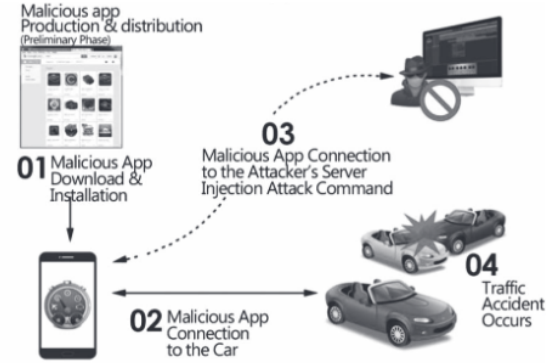 Malicious app
Production & distribution
(Preliminary Phase)
01 Malicious App
Download &
Installation
03
Malicious App Connection
to the Attacker's Server
Injection Attack Command
02 Malicious App
Connection
to the Car
04
Traffic
Accident
Occurs